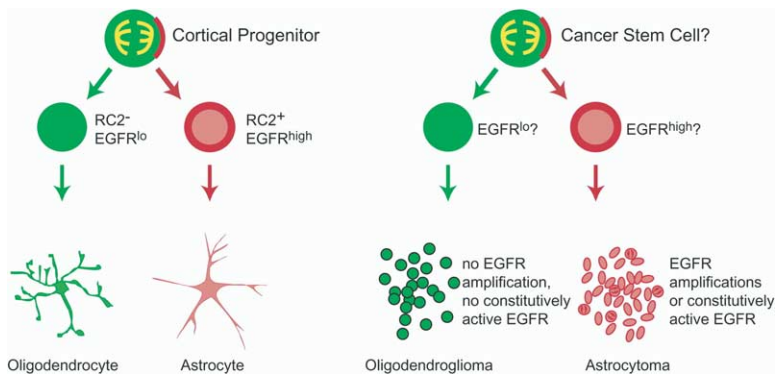 Cortical Progenitor
RC2-
EGFRlo
RC2+
EGFRhigh
Oligodendrocyte
Astrocyte
Cancer Stem Cell?
EGFRlo?
EGFRhigh?
no EGFR
amplification,
no constitutively
active EGFR
EGFR
amplifications
or constitutively
active EGFR
Oligodendroglioma
Astrocytoma